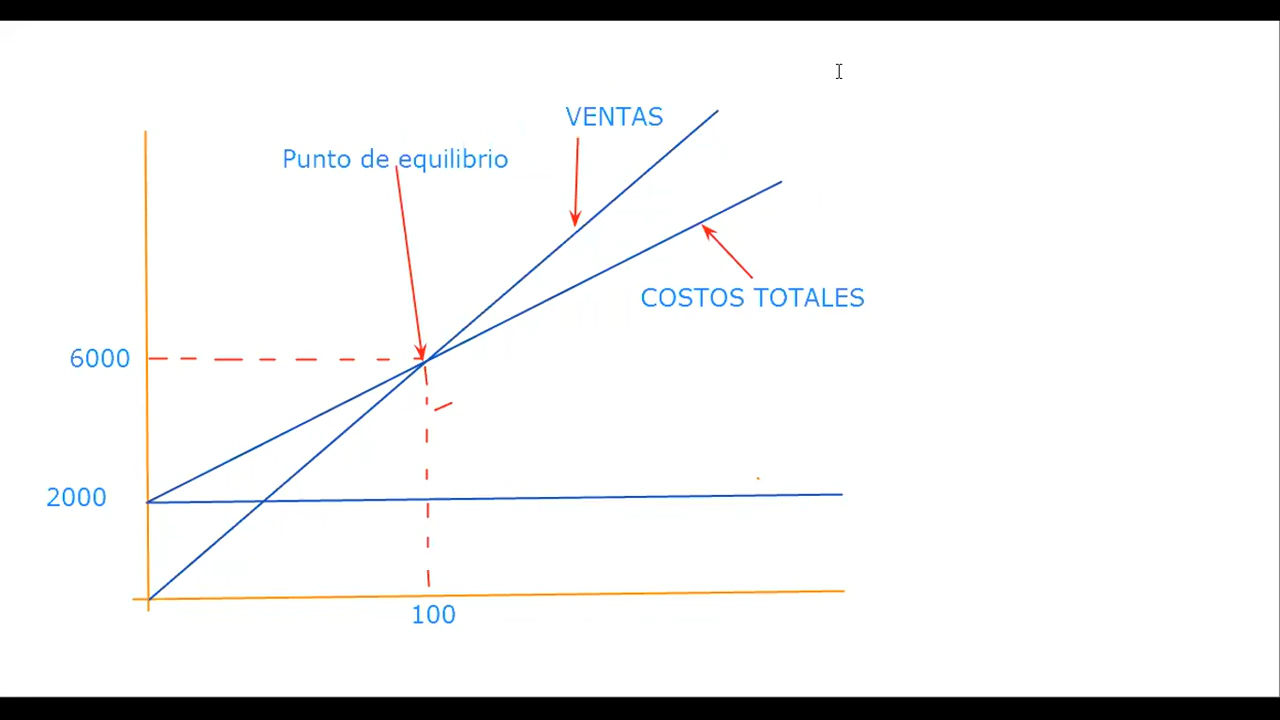 VENTAS
Punto de equilibrio
COSTOS TOTALES
6000
2000
100